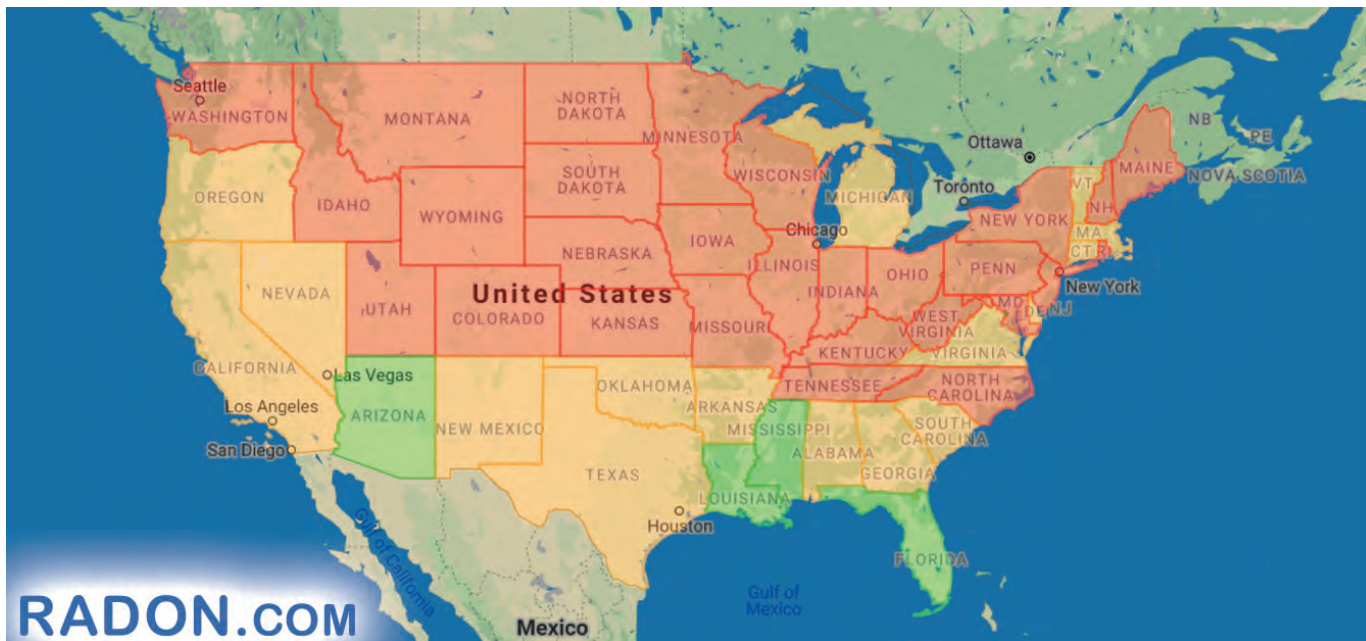 Seattle
WASHINGTON
MONTANA
NORTH
DAKOTA
MINNESOTA
Ottawa
NB
PE
NOVA SCOTIA
MAINE
VT
NH
OREGON
IDAHO
WYOMING
SOUTH
DAKOTA
WISCONSIN
MICHIGAN
Toronto
NEW YORK
MA
CT
RI
Chicago
IOWA
NEBRASKA
ILLINOIS
INDIANA
OHIO
PENN
New York
NEVADA
UTAH
COLORADO
United States
KANSAS
MISSOURI
WEST
VIRGINIA
MD
DE
NJ
KENTUCKY
VIRGINIA
CALIFORNIA
Las Vegas
Los Angeles
San Diego
ARIZONA
NEW MEXICO
OKLAHOMA
ARKANSAS
TENNESSEE
NORTH
CAROLINA
MISSISSIPPI
ALABAMA
SOUTH
CAROLINA
GEORGIA
TEXAS
LOUISIANA
Houston
FLORIDA
Gulf of California
Gulf of
Mexico
Mexico
RADON.COM